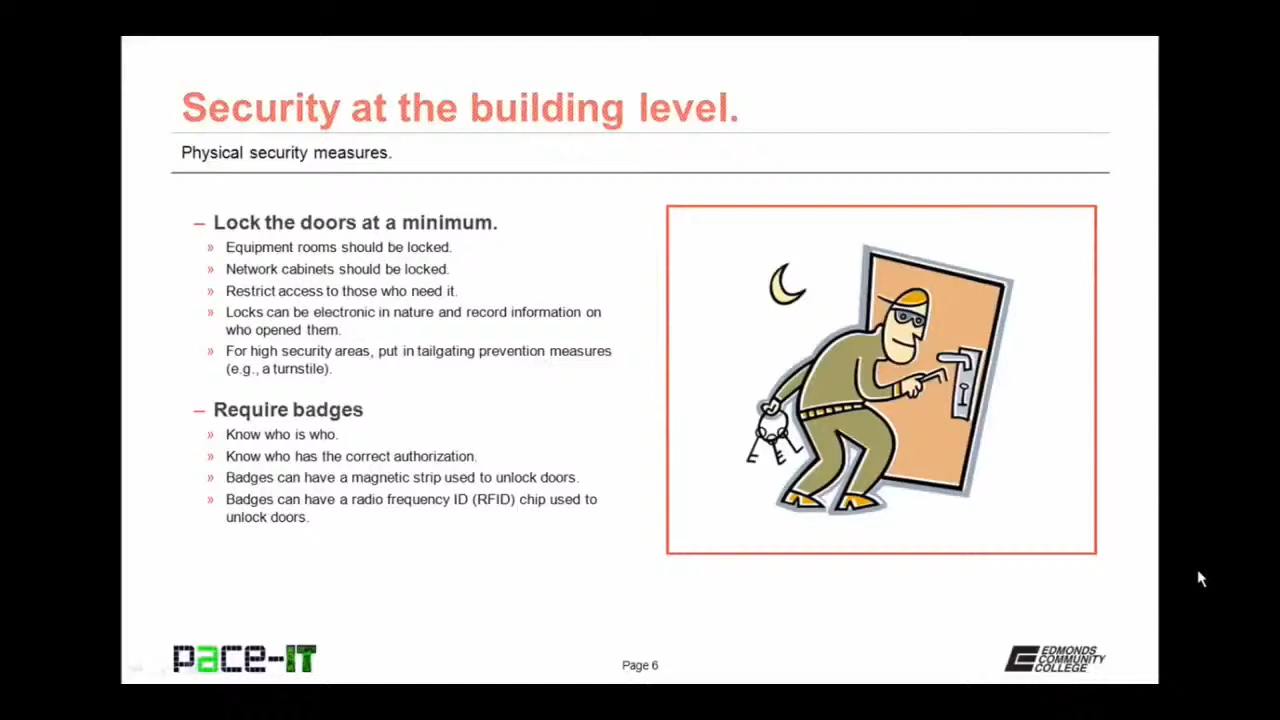 Security at the building level.
Physical security measures.
– Lock the doors at a minimum.
» Equipment rooms should be locked.
» Network cabinets should be locked.
» Restrict access to those who need it.
» Locks can be electronic in nature and record information on
who opened them.
» For high security areas, put in tailgating prevention measures
(e.g., a turnstile).
– Require badges
» Know who is who.
» Know who has the correct authorization.
» Badges can have a magnetic strip used to unlock doors.
» Badges can have a radio frequency ID (RFID) chip used to
unlock doors.
pace-IT
Page 6
EDMONDS
COMMUNITY
COLLEGE